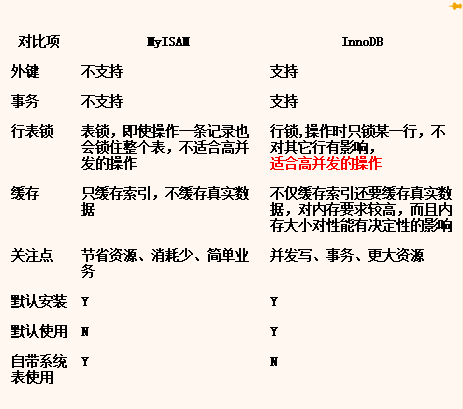 对比项 MyISAM InnoDB
外键 不支持 支持
事务 不支持 支持
行表锁 表锁，即使操作一条记录也 行锁,操作时只锁某一行，不
会锁住整个表，不适合高并 对其它行有影响，
发的操作 适合高并发的操作
缓存 只缓存索引，不缓存真实数 不仅缓存索引还要缓存真实数
据 据，对内存要求较高，而且内
存大小对性能有决定性的影响
关注点 节省资源、消耗少、简单业 并发写、事务、更大资源
务
默认安装 Y Y
默认使用 N Y
自带系统 Y N
表使用